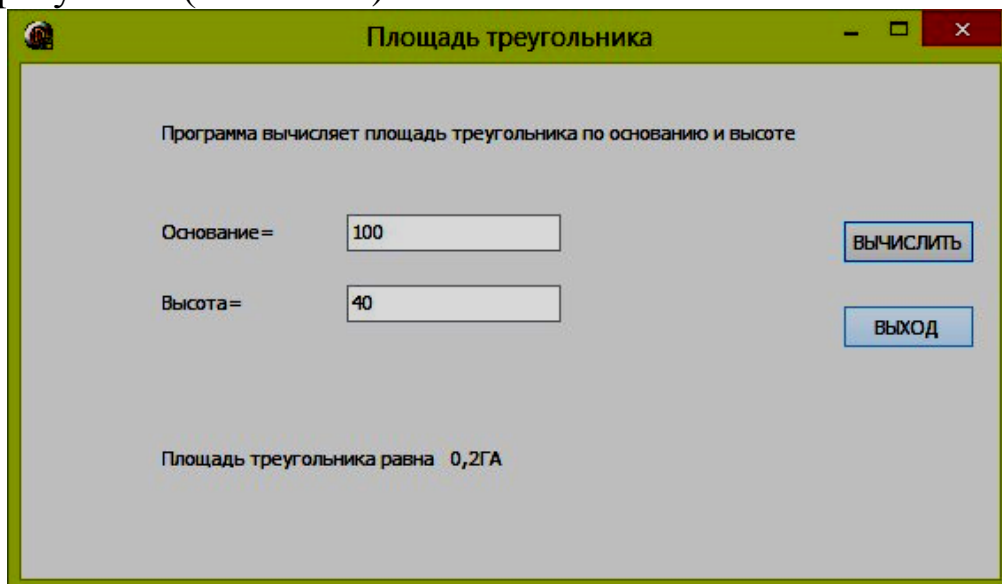 Площадь треугольника
Программа вычисляет площадь треугольника по основанию и высоте
Основание= 100
ВЫЧИСЛИТЬ
Высота= 40
ВЫХОД
Площадь треугольника равна 0,2ГА